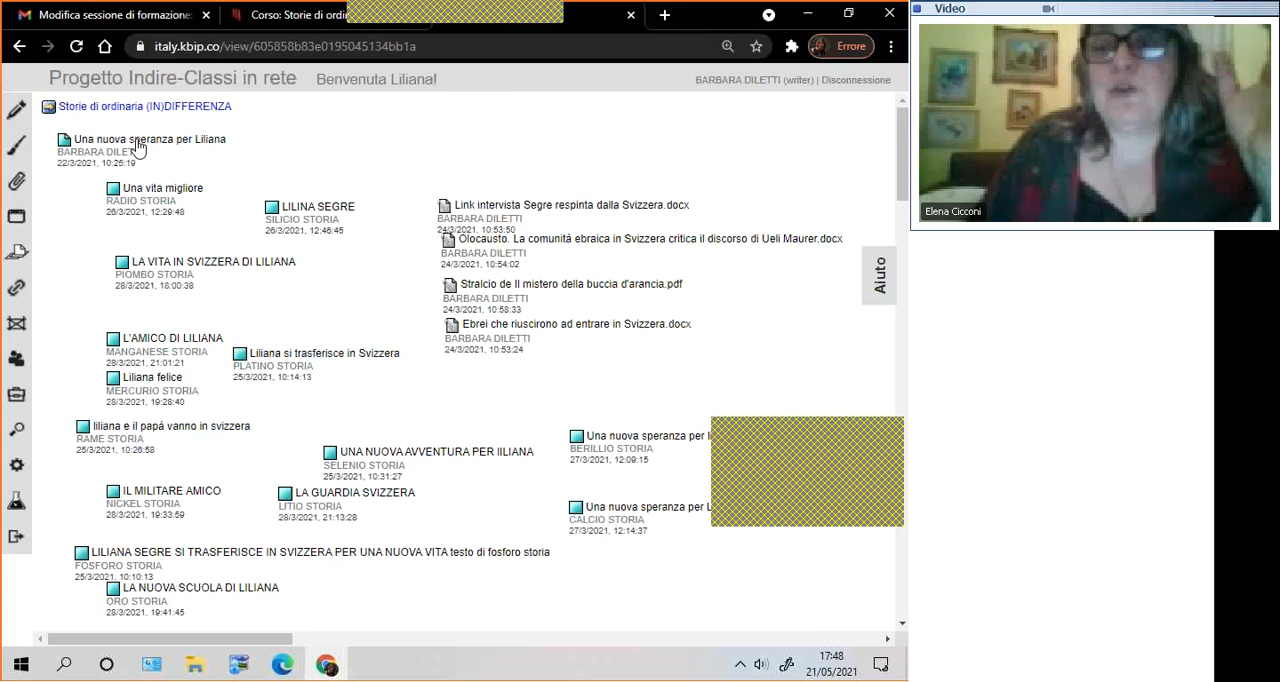 Modifica sessione di formazione:
Corso: Storie di ordi
italy.kbip.co/view/605858b83e0195045134bb1a
Errore
Progetto Indire-Classi in rete
Benvenuta Liliana!
BARBARA DILETTI (writer) | Disconnessione
Storie di ordinaria (IN)DIFFERENZA
Una nuova speranza per Liliana
BARBARA DILET
22/3/2021, 10:25:19
Una vita migliore
RADIO STORIA
26/3/2021, 12:29:48
LILINA SEGRE
SILICIO STORIA
26/3/2021, 12:46:45
Link intervista Segre respinta dalla Svizzera.docx
BARBARA DILETTI
24/3/2021, 10:53:50
Olocausto. La comunità ebraica in Svizzera critica il discorso di Ueli Maurer.docx
BARBARA DILETTI
24/3/2021, 10:54:02
LA VITA IN SVIZZERA DI LILIANA
PIOMBO STORIA
28/3/2021, 18:00:38
Stralcio de Il mistero della buccia d'arancia.pdf
BARBARA DILETTI
24/3/2021, 10:58:33
Ebrei che riuscirono ad entrare in Svizzera.docx
BARBARA DILETTI
24/3/2021, 10:53:24
L'AMICO DI LILIANA
MANGANESE STORIA
28/3/2021, 21:01:21
Liliana si trasferisce in Svizzera
PLATINO STORIA
25/3/2021, 10:14:13
Liliana felice
MERCURIO STORIA
28/3/2021, 19:28:40
liliana e il papà vanno in svizzera
RAME STORIA
25/3/2021, 10:26:58
UNA NUOVA AVVENTURA PER lILIANA
SELENIO STORIA
25/3/2021, 10:31:27
Una nuova speranza per li
BERILLIO STORIA
27/3/2021, 12:09:15
IL MILITARE AMICO
NICKEL STORIA
28/3/2021, 19:33:59
LA GUARDIA SVIZZERA
LITIO STORIA
28/3/2021, 21:13:28
Una nuova speranza per L
CALCIO STORIA
27/3/2021, 12:14:37
LILIANA SEGRE SI TRASFERISCE IN SVIZZERA PER UNA NUOVA VITA testo di fosforo storia
FOSFORO STORIA
25/3/2021, 10:10:13
LA NUOVA SCUOLA DI LILIANA
ORO STORIA
28/3/2021, 19:41:45
Aiuto
Video
Elena Cicconi
17:48
21/05/2021